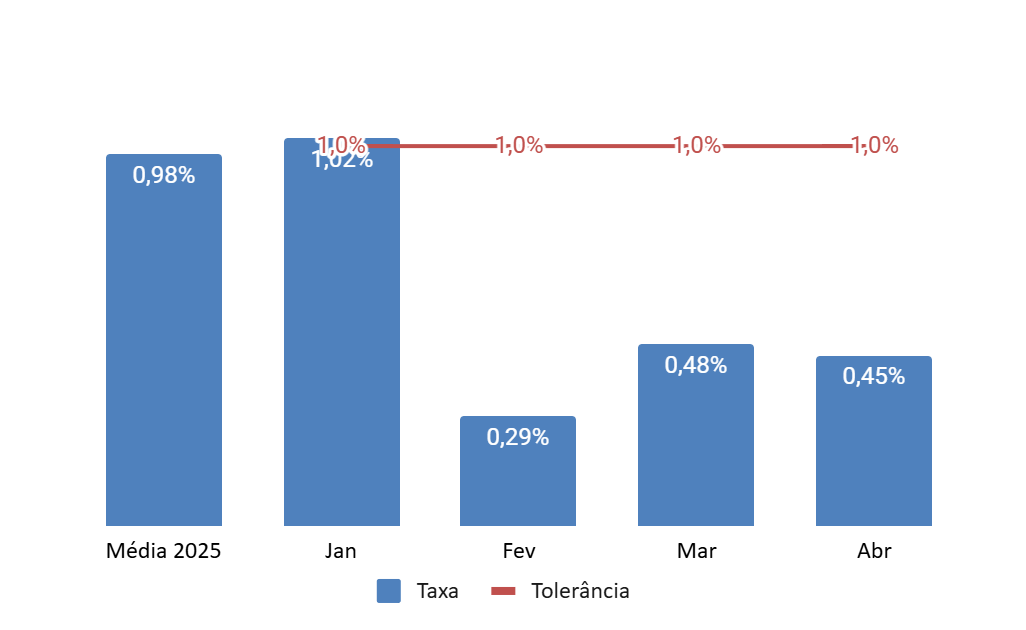 1,0% 1,0% 1,0% 1,0%
0,98% 1,02%
0,48%
0,45%
0,29%
Média 2025 Jan Fev Mar Abr
Taxa Tolerância